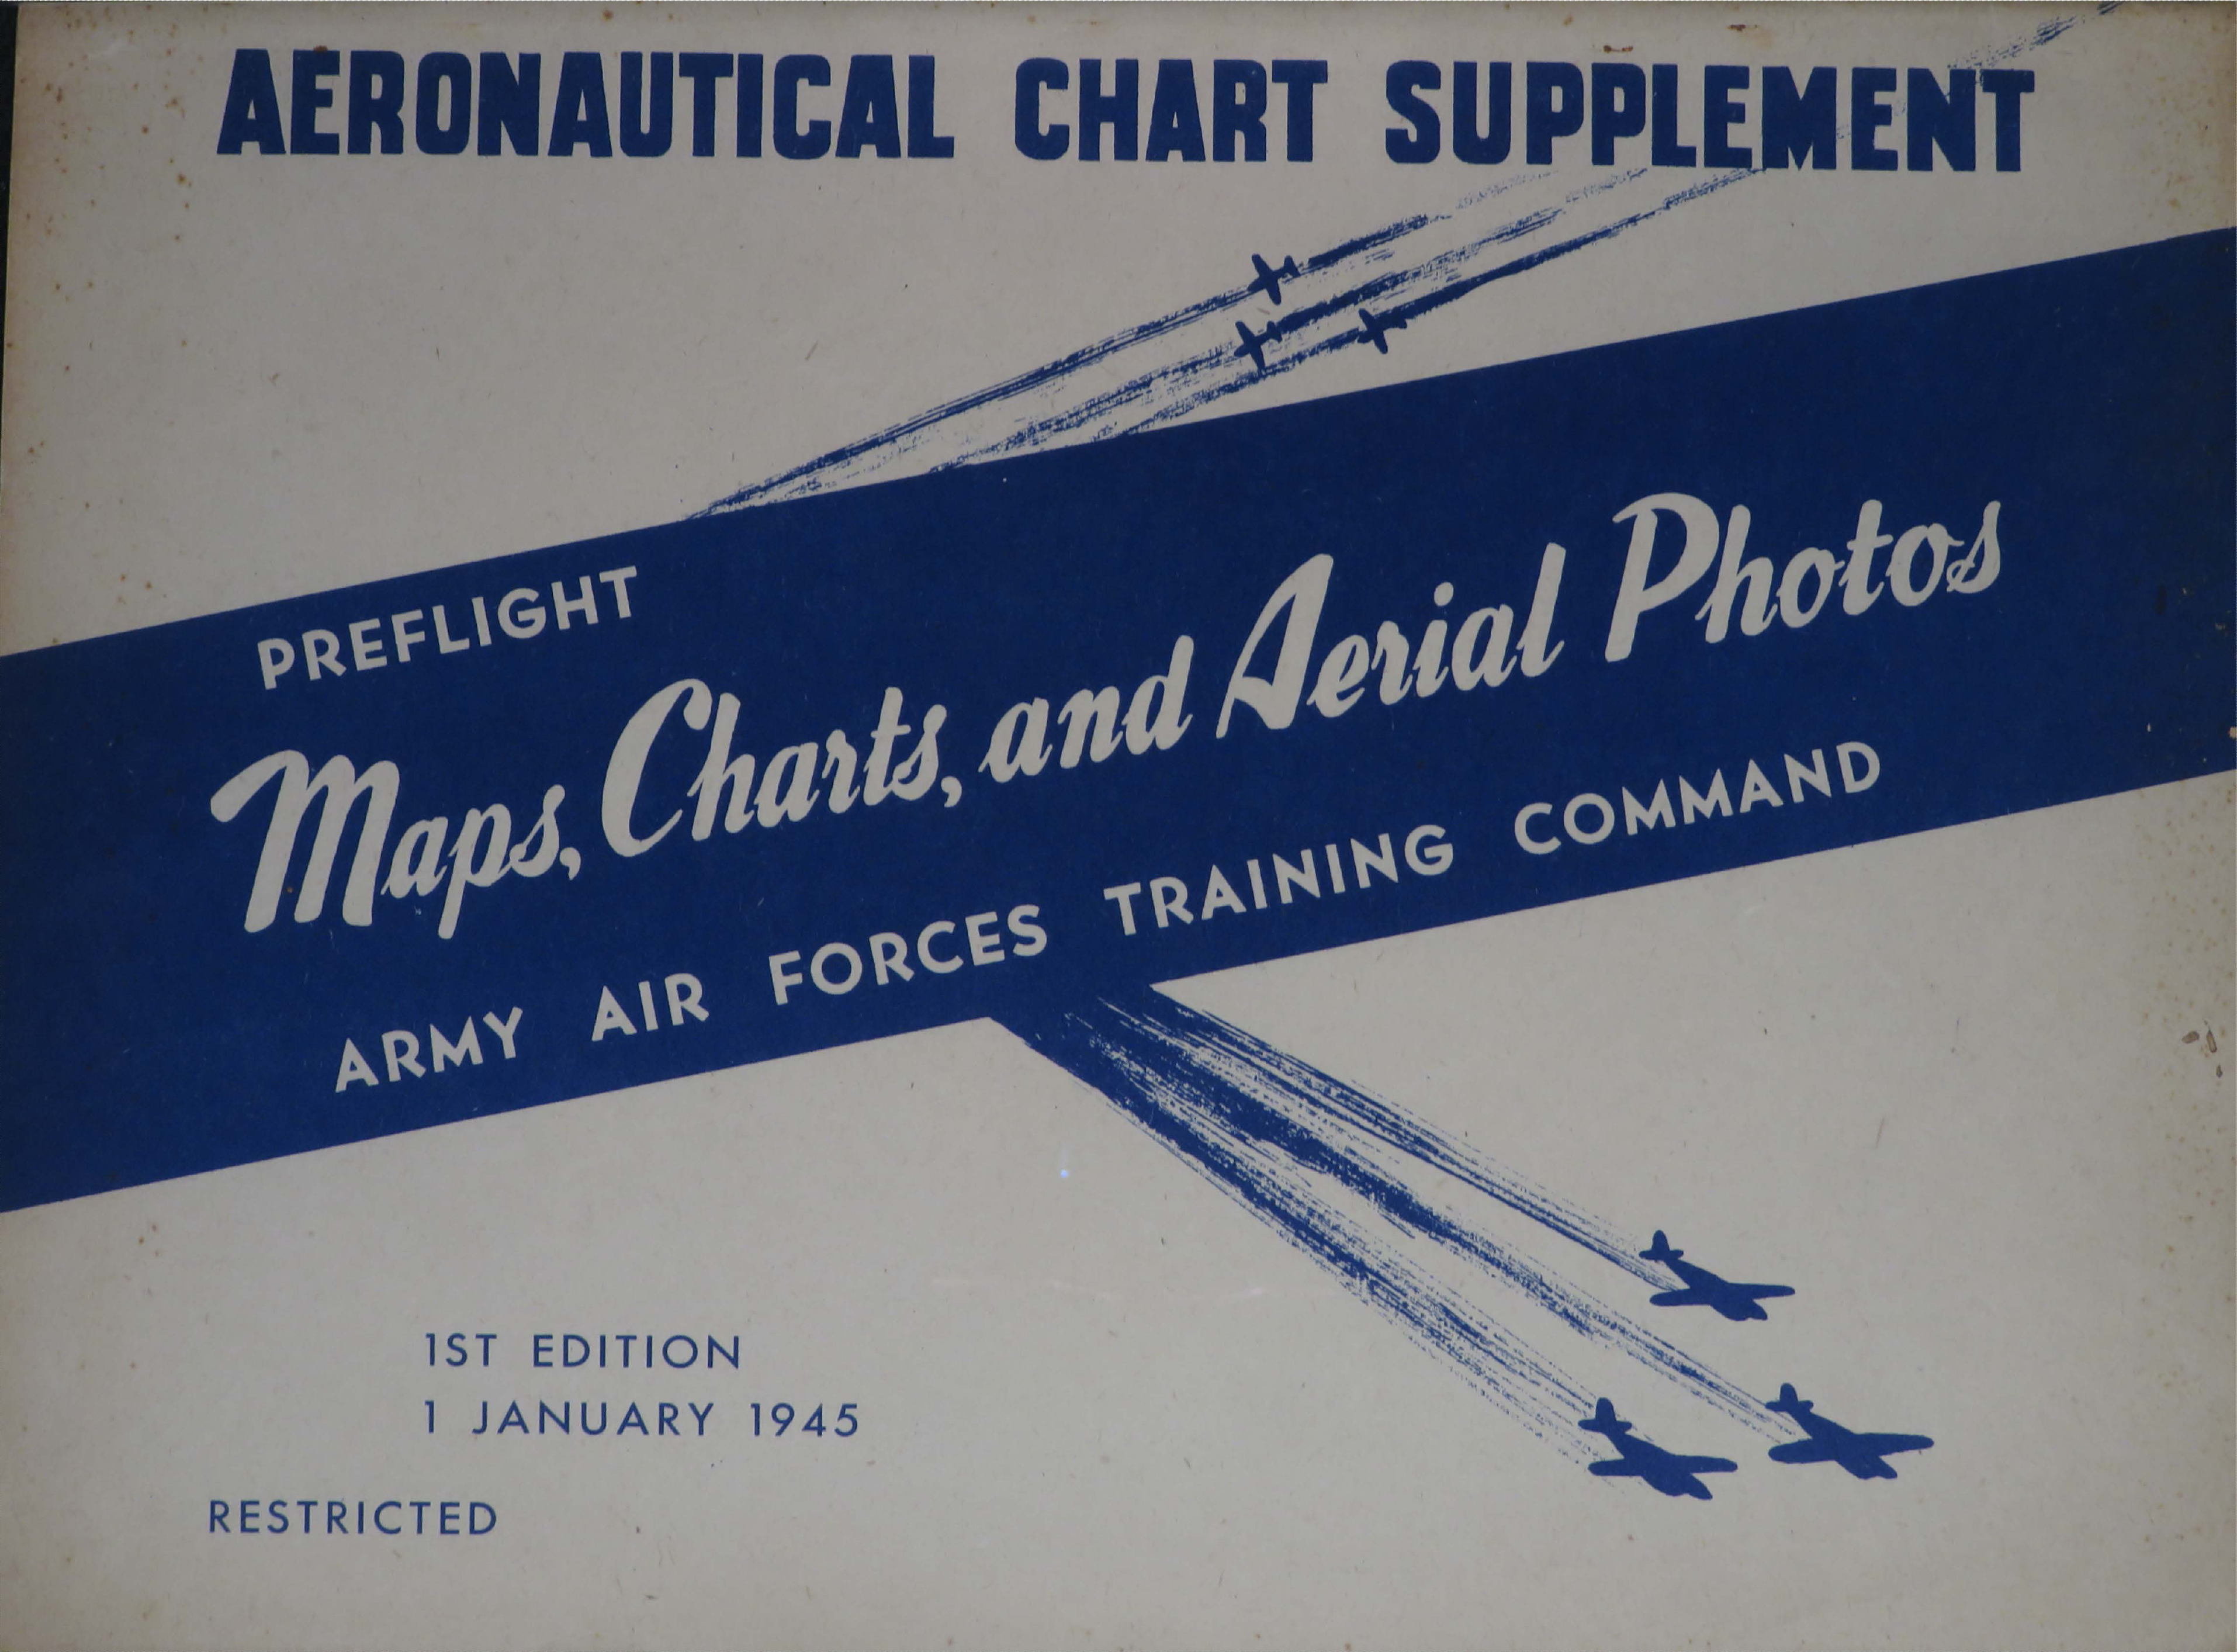 AERONAUTICAL CHART SUPPLEMENT
PREFLIGHT
Maps, Charts, and Aerial Photos
ARMY AIR FORCES TRAINING COMMAND
1ST EDITION
1 JANUARY 1945
RESTRICTED